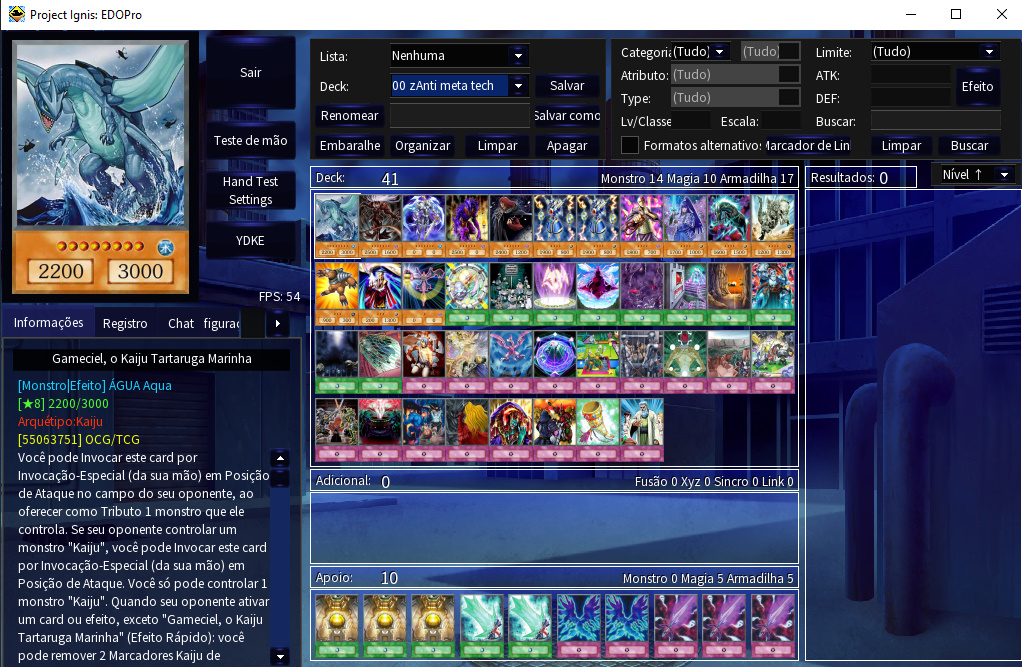 Project Ignis: EDOPro
2200 3000
Sair
Teste de mão
Hand Test
Settings
YDKE
FPS: 54
Lista: Nenhuma
Deck: 00 zAnti meta tech Salvar
Renomear Salvar como
Embaralhe Organizar Limpar Apagar
Categoria (Tudo) (Tudo) Limite: (Tudo)
Atributo: (Tudo) ATK: Efeito
Type: (Tudo) DEF:
Lv/Classe Escala: Buscar:
Formatos alternativos Marcador de Lin Limpar Buscar
Deck: 41 Monstro 14 Magia 10 Armadilha 17
Resultados: 0 Nível ↑
Informações Registro Chat figurac
Gameciel, o Kaiju Tartaruga Marinha
[Monstro|Efeito] ÁGUA Aqua
[★8] 2200/3000
Arquétipo:Kaiju
[55063751] OCG/TCG
Você pode Invocar este card por
Invocação-Especial (da sua mão) em Posição
de Ataque no campo do seu oponente, ao
oferecer como Tributo 1 monstro que ele
controla. Se seu oponente controlar um
monstro "Kaiju", você pode Invocar este card
por Invocação-Especial (da sua mão) em
Posição de Ataque. Você só pode controlar 1
monstro "Kaiju". Quando seu oponente ativar
um card ou efeito, exceto "Gameciel, o Kaiju
Tartaruga Marinha" (Efeito Rápido): você
pode remover 2 Marcadores Kaiju de
Adicional: 0 Fusão 0 Xyz 0 Sincro 0 Link 0
Apoio: 10 Monstro 0 Magia 5 Armadilha 5